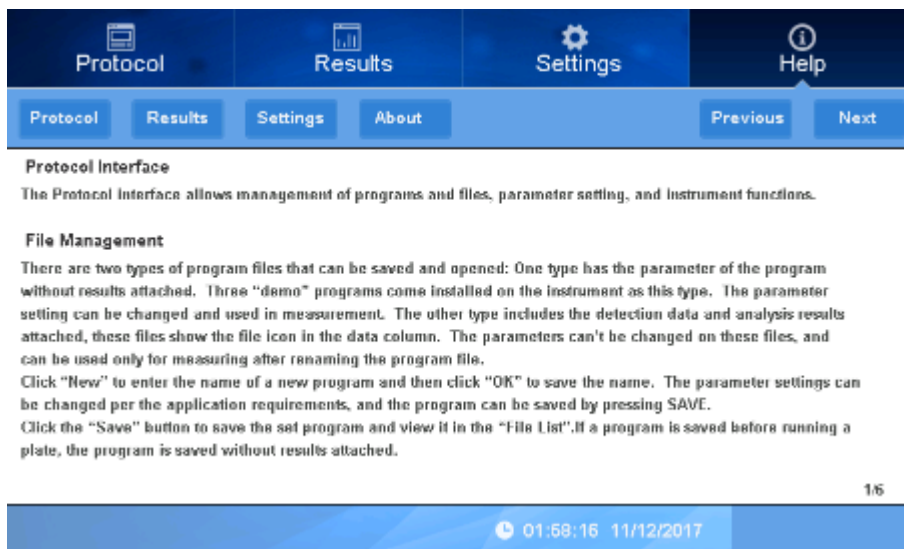 Protocol
Results
Settings
Help
Protocol
Results
Settings
About
Previous
Next
Protocol Interface
The Protocol interface allows management of programs and files, parameter setting, and instrument functions.
File Management
There are two types of program files that can be saved and opened: One type has the parameter of the program
without results attached. Three “demo” programs come installed on the instrument as this type. The parameter
setting can be changed and used in measurement. The other type includes the detection data and analysis results
attached, these files show the file icon in the data column. The parameters can't be changed on these files, and
can be used only for measuring after renaming the program file.
Click “New” to enter the name of a new program and then click “OK” to save the name. The parameter settings can
be changed per the application requirements, and the program can be saved by pressing SAVE.
Click the “Save” button to save the set program and view it in the “File List”.If a program is saved before running a
plate, the program is saved without results attached.
1/6
01:58:16 11/12/2017